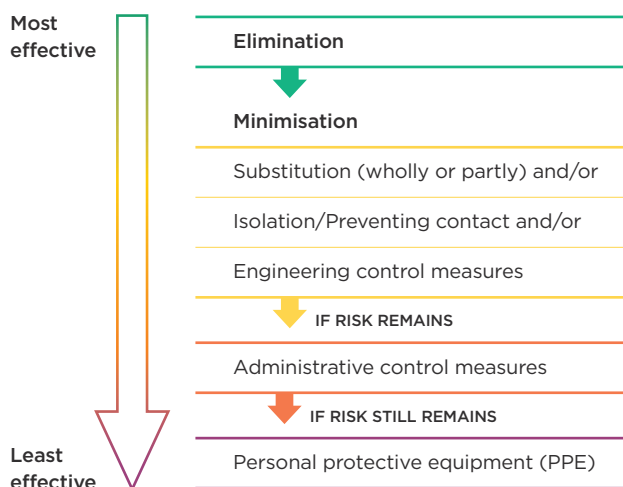 Most
effective
Elimination
Minimisation
Substitution (wholly or partly) and/or
Isolation/Preventing contact and/or
Engineering control measures
IF RISK REMAINS
Administrative control measures
IF RISK STILL REMAINS
Least
effective
Personal protective equipment (PPE)